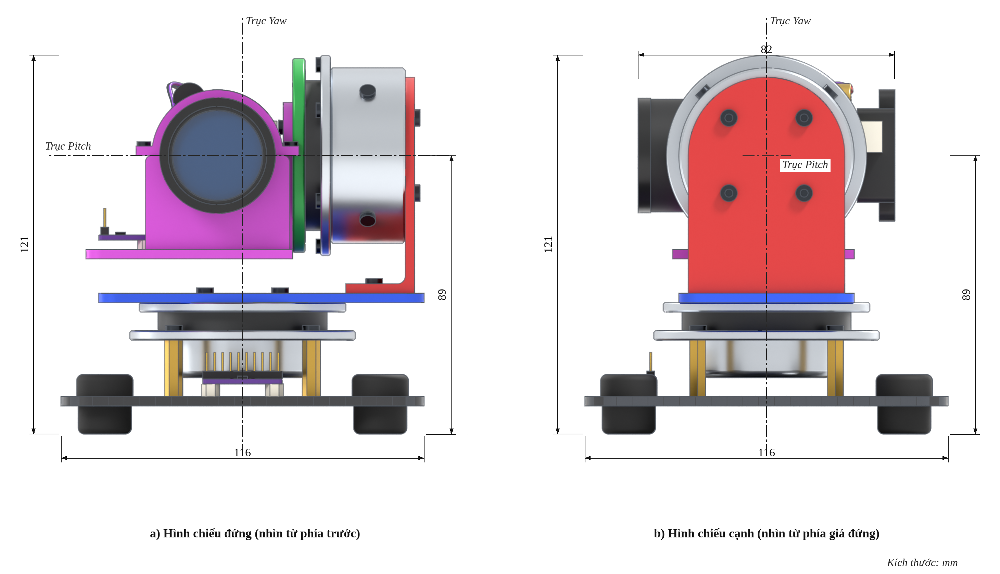 Trục Yaw
Trục Yaw
82
Trục Pitch
Trục Pitch
121
89
121
89
116
116
a) Hình chiếu đứng (nhìn từ phía trước)
b) Hình chiếu cạnh (nhìn từ phía giá đứng)
Kích thước: mm